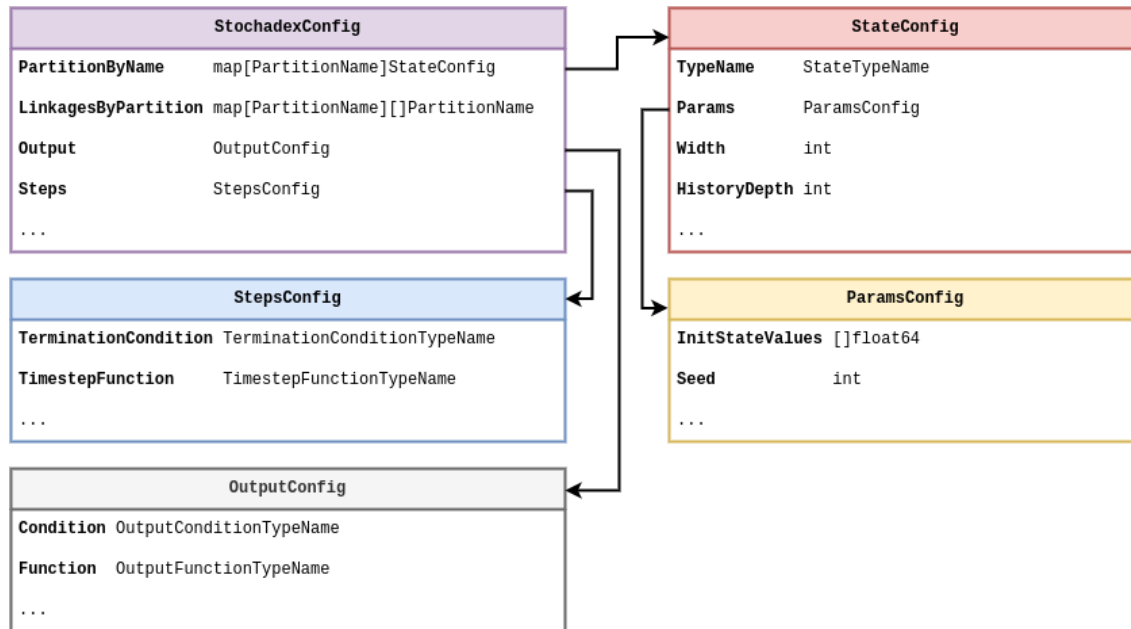 StochadexConfig
PartitionByName map[PartitionName]StateConfig
LinkagesByPartition map[PartitionName][]PartitionName
Output OutputConfig
Steps StepsConfig
...
StateConfig
TypeName StateTypeName
Params ParamsConfig
Width int
HistoryDepth int
...
StepsConfig
TerminationCondition TerminationConditionTypeName
TimestepFunction TimestepFunctionTypeName
...
ParamsConfig
InitStateValues []float64
Seed int
...
OutputConfig
Condition OutputConditionTypeName
Function OutputFunctionTypeName
...